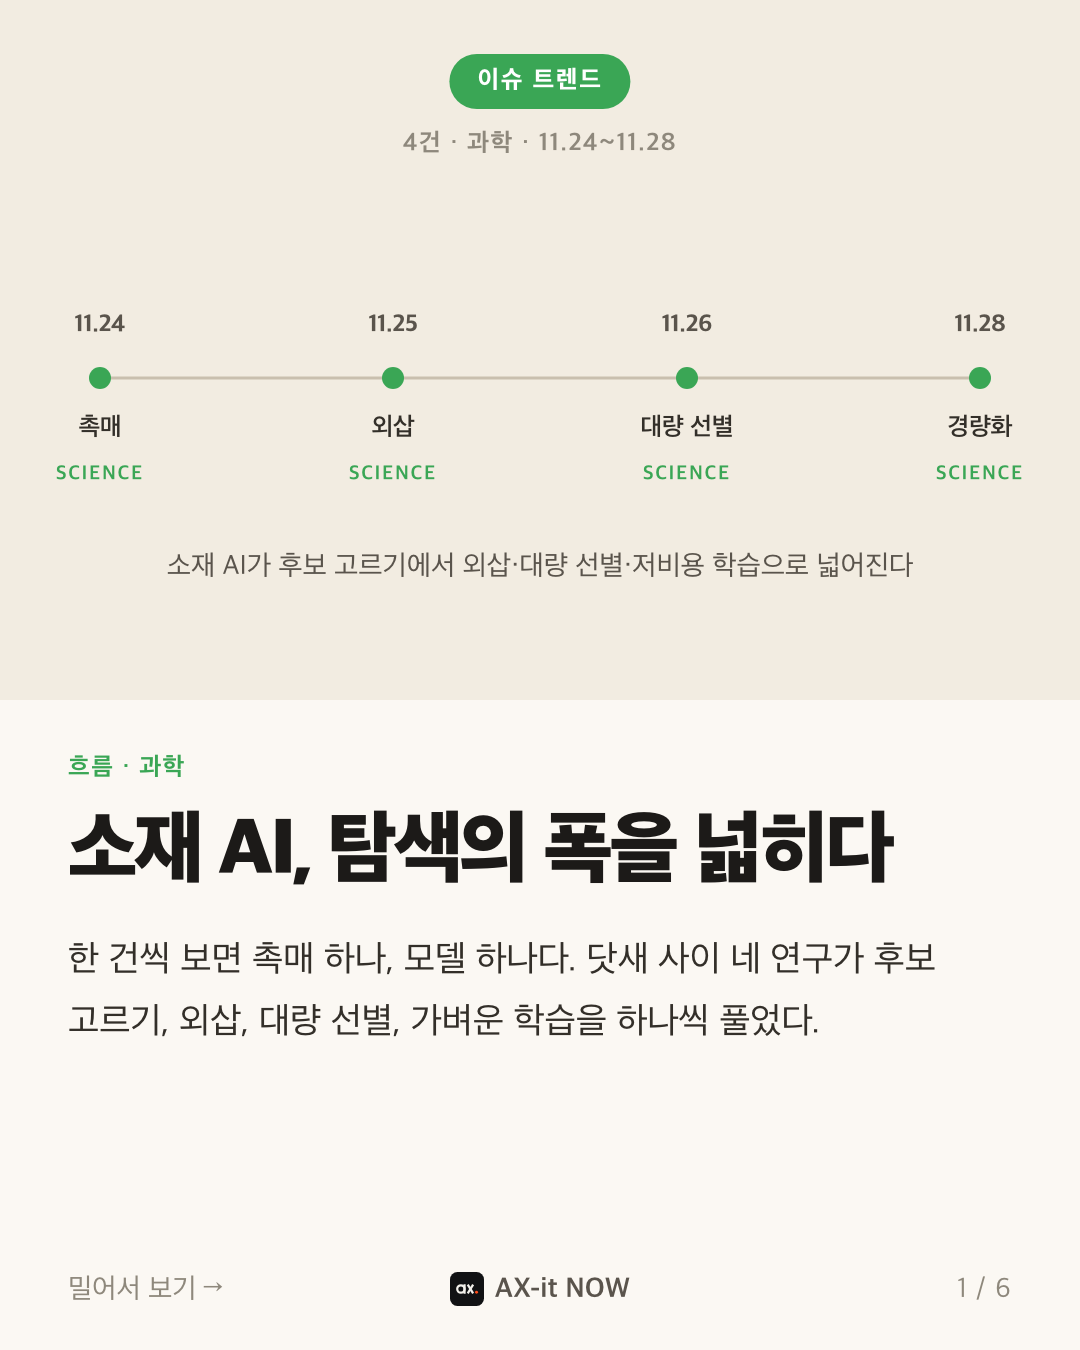 이슈 트렌드
4건 · 과학 · 11.24~11.28
11.24 11.25 11.26 11.28
촉매 외삽 대량 선별 경량화
SCIENCE SCIENCE SCIENCE SCIENCE
소재 AI가 후보 고르기에서 외삽·대량 선별·저비용 학습으로 넓어진다
흐름 · 과학
소재 AI, 탐색의 폭을 넓히다
한 건씩 보면 촉매 하나, 모델 하나다. 닷새 사이 네 연구가 후보
고르기, 외삽, 대량 선별, 가벼운 학습을 하나씩 풀었다.
밀어서 보기 → ax. AX-it NOW 1 / 6